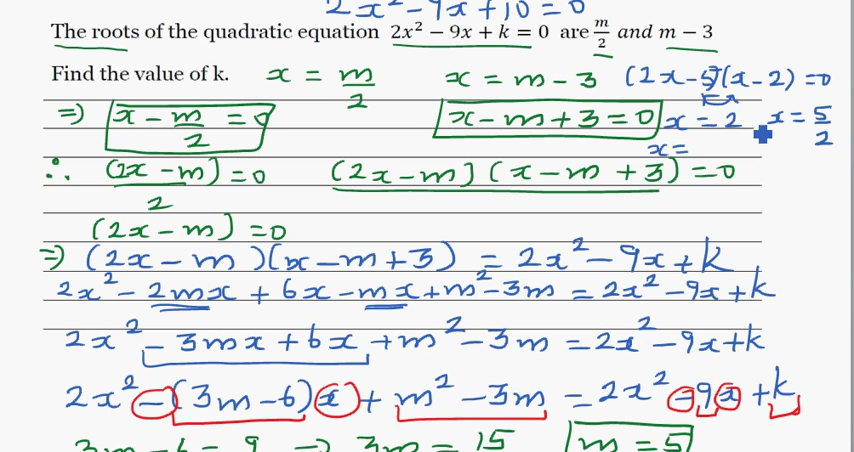 2x² - 9x + 10 = 0
The roots of the quadratic equation 2x² − 9x + k = 0 are m/2 and m − 3
Find the value of k. x = m/2 x = m - 3 (2x - 5)(x - 2) = 0
⇒ x - m/2 = 0 x - m + 3 = 0 x = 2 x = 5/2
x =
∴ (2x - m)/2 = 0 (2x - m)(x - m + 3) = 0
(2x - m) = 0
⇒ (2x - m)(x - m + 3) = 2x² - 9x + k
2x² - 2mx + 6x - mx + m² - 3m = 2x² - 9x + k
2x² - 3mx + 6x + m² - 3m = 2x² - 9x + k
2x² - (3m - 6)x + m² - 3m = 2x² - 9x + k
3m - 6 = 9 ⇒ 3m = 15 m = 5